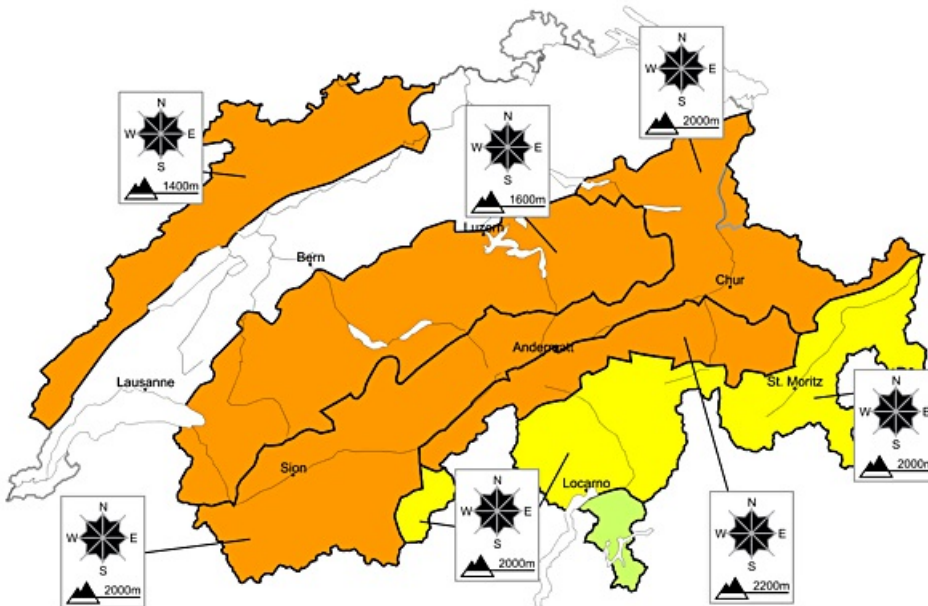 N
W E
S
2000m
N
W E
S
1400m
N
W E
S
1600m
Luzern
Bern
Chur
Andermatt
Lausanne
St. Moritz
N
W E
S
2000m
Sion
Locarno
N
W E
S
2000m
N
W E
S
2000m
N
W E
S
2200m